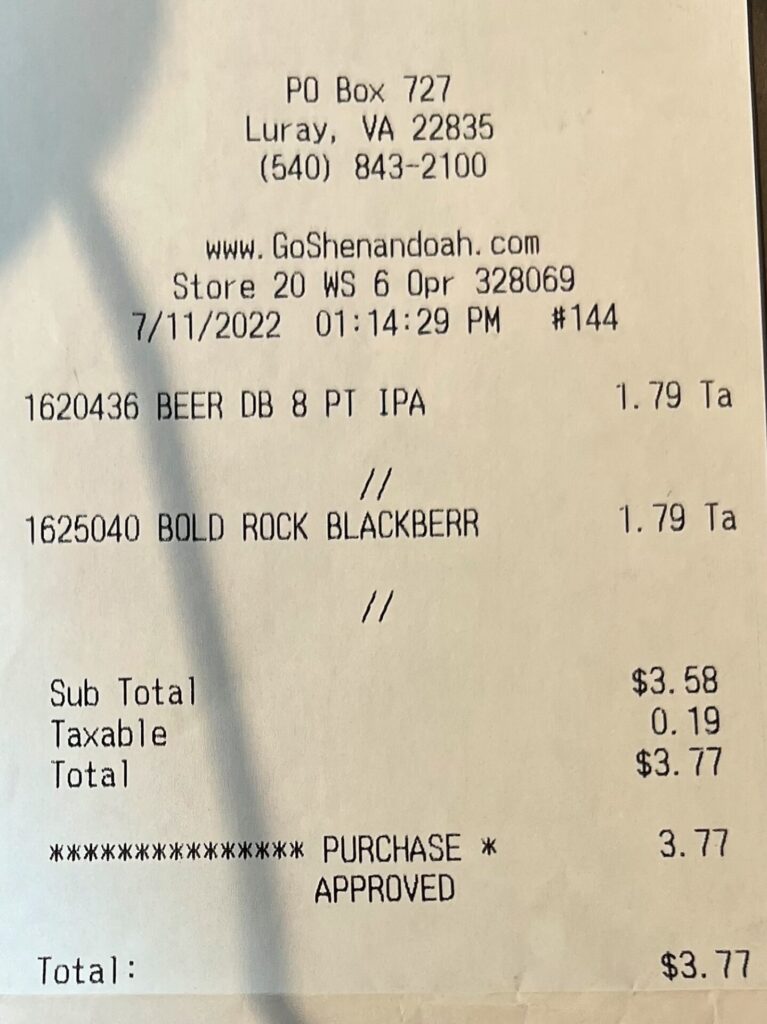 PO Box 727
Luray, VA 22835
(540) 843-2100
www.GoShenandoah.com
Store 20 WS 6 Opr 328069
7/11/2022 01:14:29 PM #144
1620436 BEER DB 8 PT IPA 1.79 Ta
//
1625040 BOLD ROCK BLACKBERR 1.79 Ta
//
Sub Total $3.58
Taxable 0.19
Total $3.77
*************** PURCHASE * 3.77
APPROVED
Total: $3.77